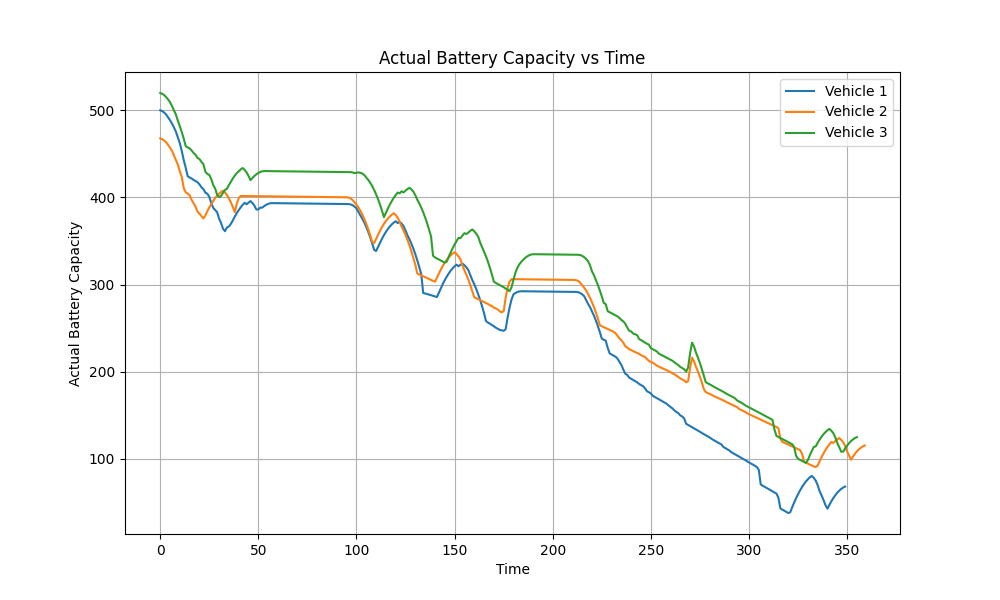 Actual Battery Capacity vs Time
Vehicle 1
Vehicle 2
Vehicle 3
Actual Battery Capacity
500
400
300
200
100
0 50 100 150 200 250 300 350
Time